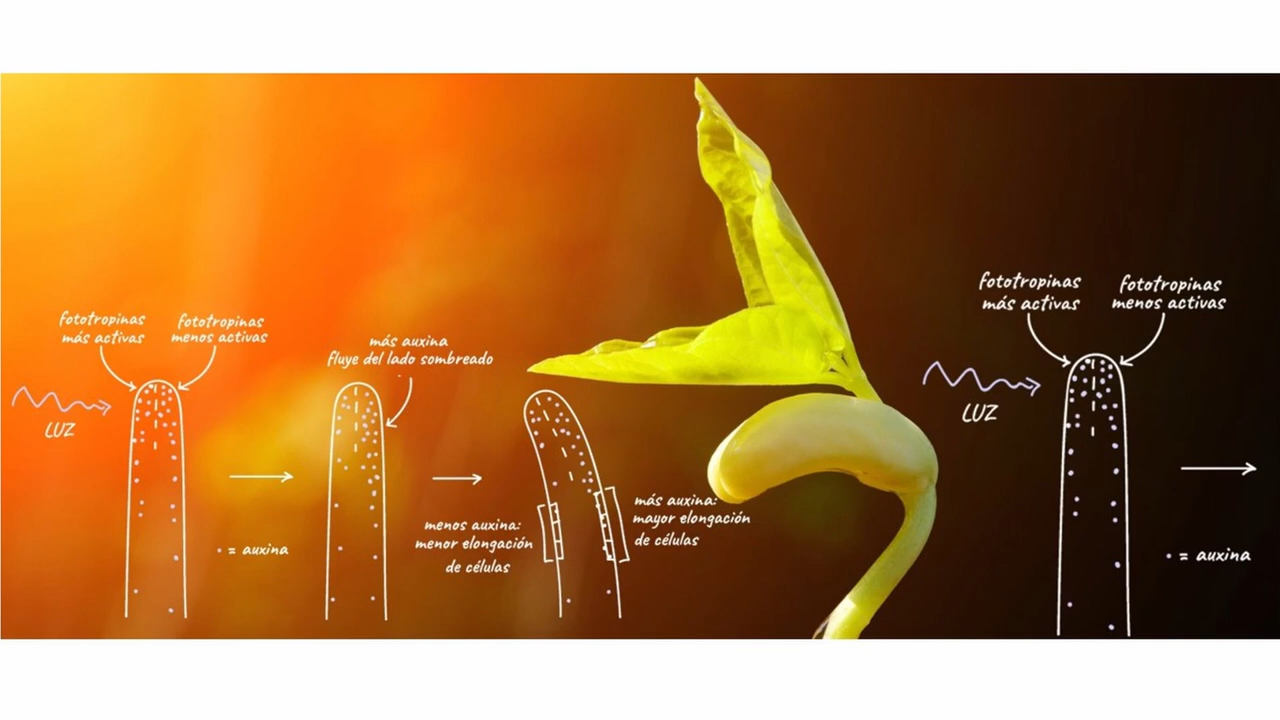 fototropinas
más activas
fototropinas
menos activas
LUZ
= auxina
más auxina
fluye del lado sombreado
menos auxina:
menor elongación
de células
más auxina:
mayor elongación
de células
fototropinas
más activas
fototropinas
menos activas
LUZ
= auxina